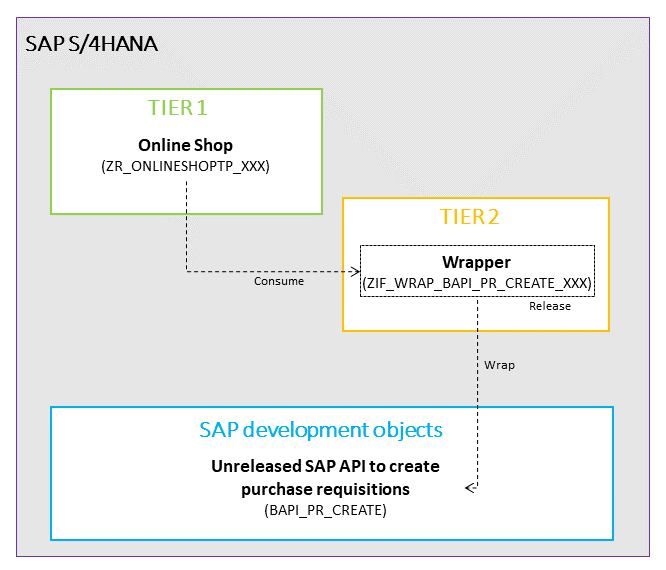 SAP S/4HANA
TIER 1
Online Shop
(ZR_ONLINESHOPTP_XXX)
TIER 2
Wrapper
(ZIF_WRAP_BAPI_PR_CREATE_XXX)
Consume
Release
Wrap
SAP development objects
Unreleased SAP API to create
purchase requisitions
(BAPI_PR_CREATE)